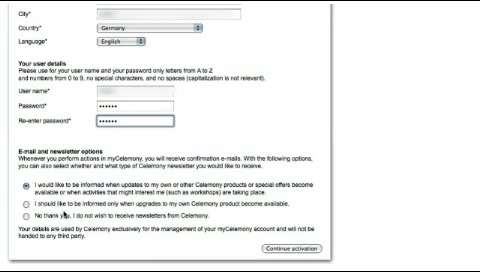 City*
Country* Germany
Language* English
Your user details
Please use for your user name and your password only letters from A to Z
and numbers from 0 to 9, no special characters, and no spaces (capitalization is not relevant).
User name*
Password* ••••••
Re-enter password* ••••••
E-mail and newsletter options
Whenever you perform actions in myCelemony, you will receive confirmation e-mails. With the following options,
you can also select whether and what type of Celemony newsletter you would like to receive.
I would like to be informed when updates to my own or other Celemony products or special offers become
available or when activities that might interest me (such as workshops) are taking place.
I should like to be informed only when upgrades to my own Celemony product become available.
No thank you, I do not wish to receive newsletters from Celemony.
Your details are used by Celemony exclusively for the management of your myCelemony account and will not be
handed to any third party.
Continue activation